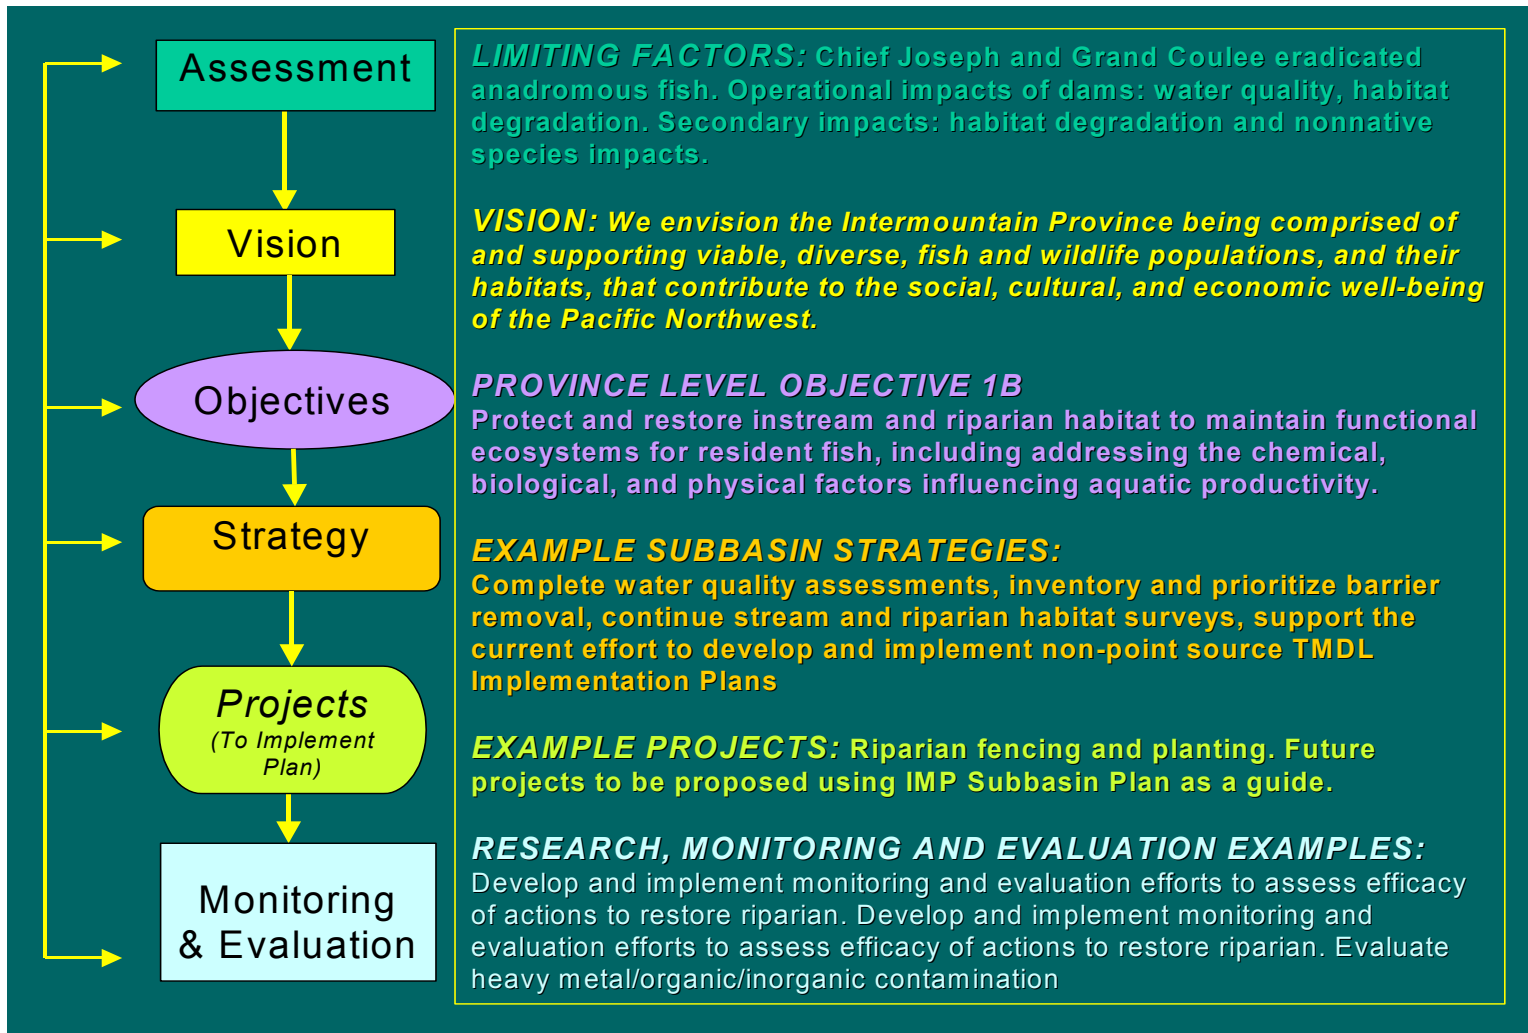 Assessment
LIMITING FACTORS: Chief Joseph and Grand Coulee eradicated
anadromous fish. Operational impacts of dams: water quality, habitat
degradation. Secondary impacts: habitat degradation and nonnative
species impacts.
Vision
VISION: We envision the Intermountain Province being comprised of
and supporting viable, diverse, fish and wildlife populations, and their
habitats, that contribute to the social, cultural, and economic well-being
of the Pacific Northwest.
Objectives
PROVINCE LEVEL OBJECTIVE 1B
Protect and restore instream and riparian habitat to maintain functional
ecosystems for resident fish, including addressing the chemical,
biological, and physical factors influencing aquatic productivity.
Strategy
EXAMPLE SUBBASIN STRATEGIES:
Complete water quality assessments, inventory and prioritize barrier
removal, continue stream and riparian habitat surveys, support the
current effort to develop and implement non-point source TMDL
Implementation Plans
Projects
(To Implement
Plan)
EXAMPLE PROJECTS: Riparian fencing and planting. Future
projects to be proposed using IMP Subbasin Plan as a guide.
Monitoring
& Evaluation
RESEARCH, MONITORING AND EVALUATION EXAMPLES:
Develop and implement monitoring and evaluation efforts to assess efficacy
of actions to restore riparian. Develop and implement monitoring and
evaluation efforts to assess efficacy of actions to restore riparian. Evaluate
heavy metal/organic/inorganic contamination